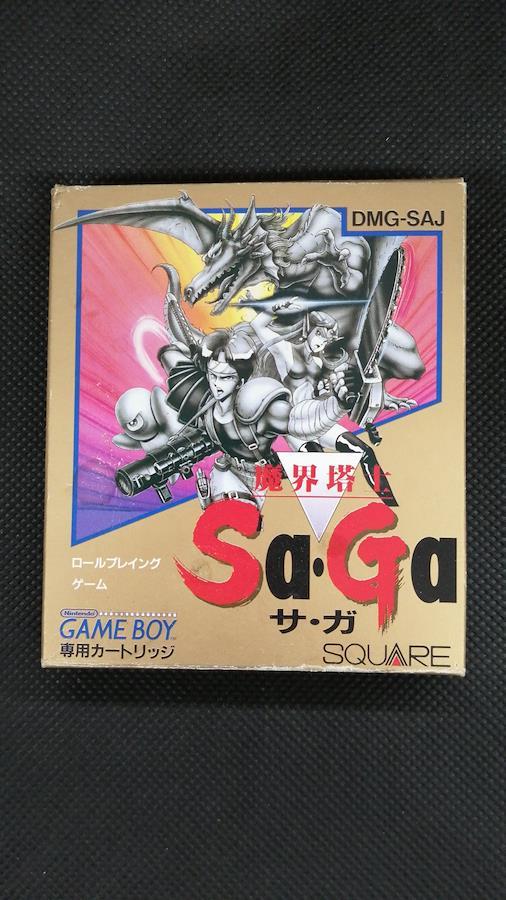 DMG-SAJ
魔界塔士
Sa・Ga
サ・ガ
ロールプレイング
ゲーム
Nintendo
GAME BOY
専用カートリッジ
SQUARE